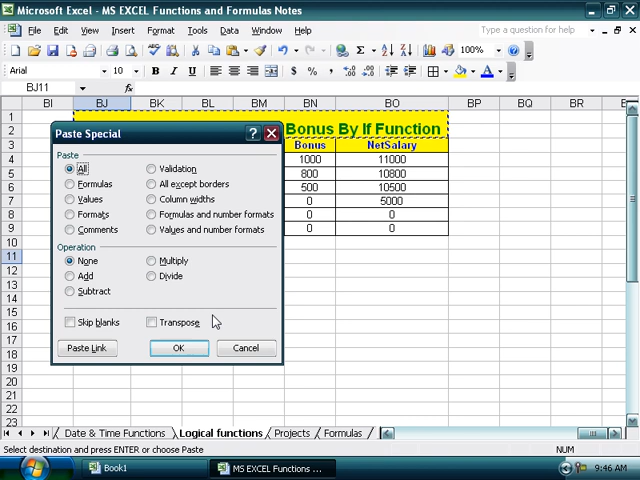 Microsoft Excel - MS EXCEL Functions and Formulas Notes
File Edit View Insert Format Tools Data Window Help
Type a question for help
100%
Arial 10 B I U $ % ,
BJ11 fx
BI BJ BK BL BM BN BO BP BQ BR
1
2 Bonus By If Function
3 Bonus NetSalary
4 1000 11000
5 800 10800
6 500 10500
7 0 5000
8 0 0
9 0 0
10
11
12
13
14
15
16
17
18
19
20
21
22
23
Paste Special
Paste
All Validation
Formulas All except borders
Values Column widths
Formats Formulas and number formats
Comments Values and number formats
Operation
None Multiply
Add Divide
Subtract
Skip blanks Transpose
Paste Link OK Cancel
Date & Time Functions Logical functions Projects Formulas
Select destination and press ENTER or choose Paste NUM
start Book1 MS EXCEL Functions ... 9:46 AM